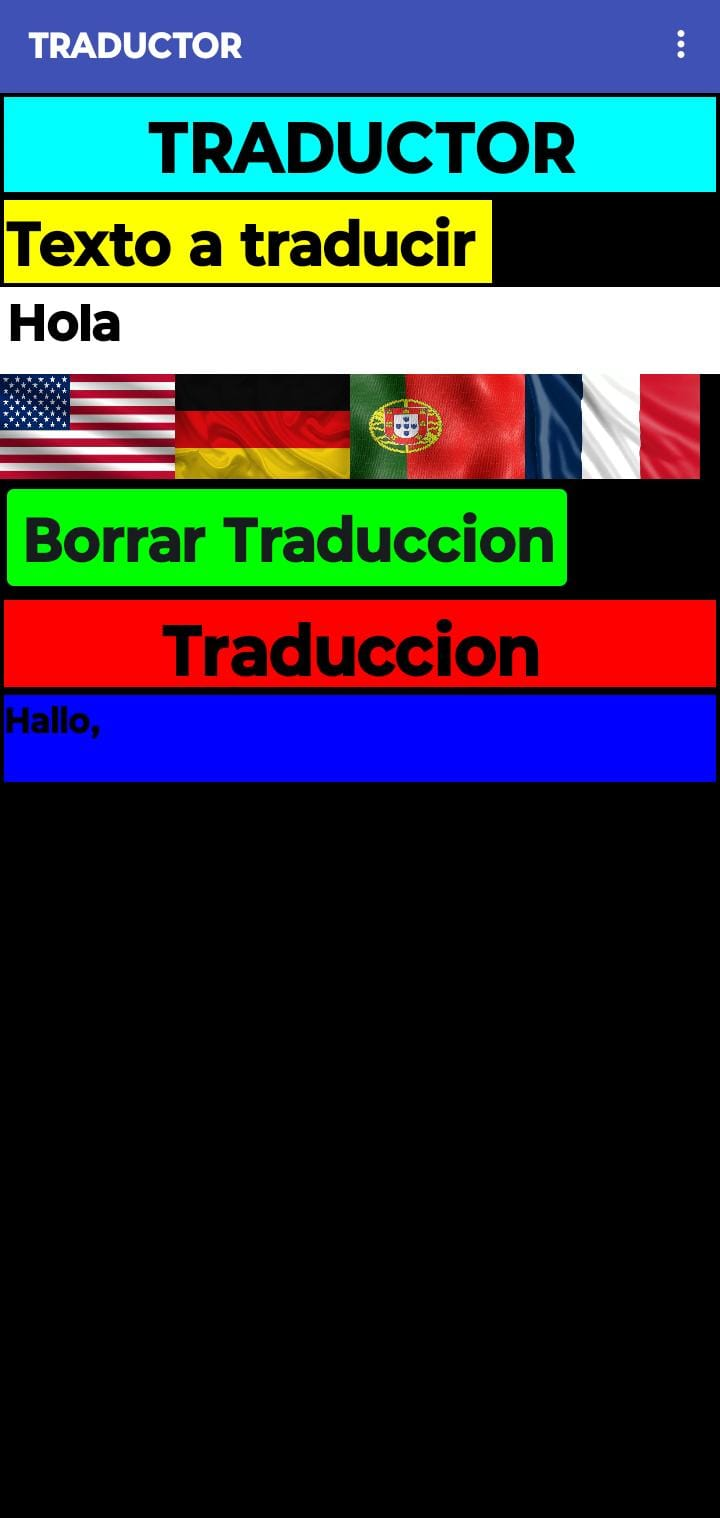 TRADUCTOR
TRADUCTOR
Texto a traducir
Hola
Borrar Traduccion
Traduccion
Hallo,